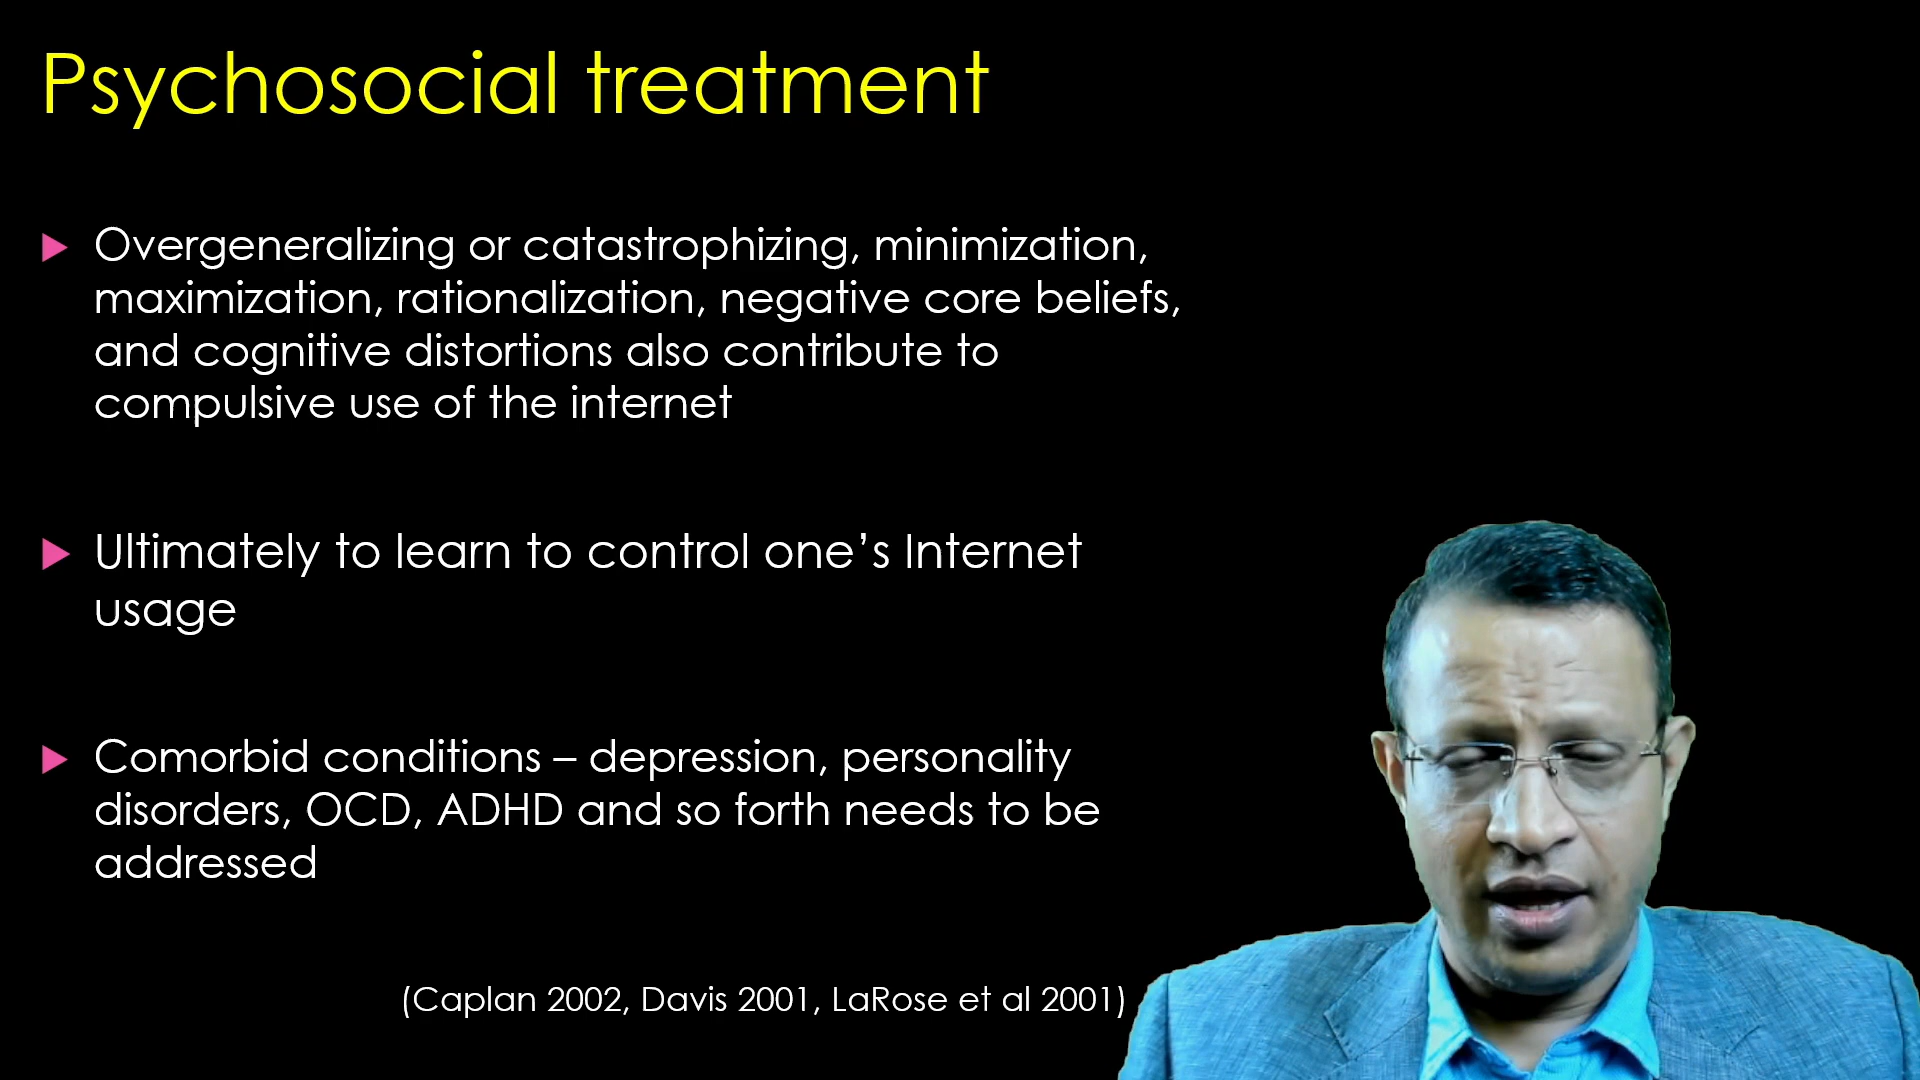 Psychosocial treatment
Overgeneralizing or catastrophizing, minimization,
maximization, rationalization, negative core beliefs,
and cognitive distortions also contribute to
compulsive use of the internet
Ultimately to learn to control one’s Internet
usage
Comorbid conditions – depression, personality
disorders, OCD, ADHD and so forth needs to be
addressed
(Caplan 2002, Davis 2001, LaRose et al 2001)